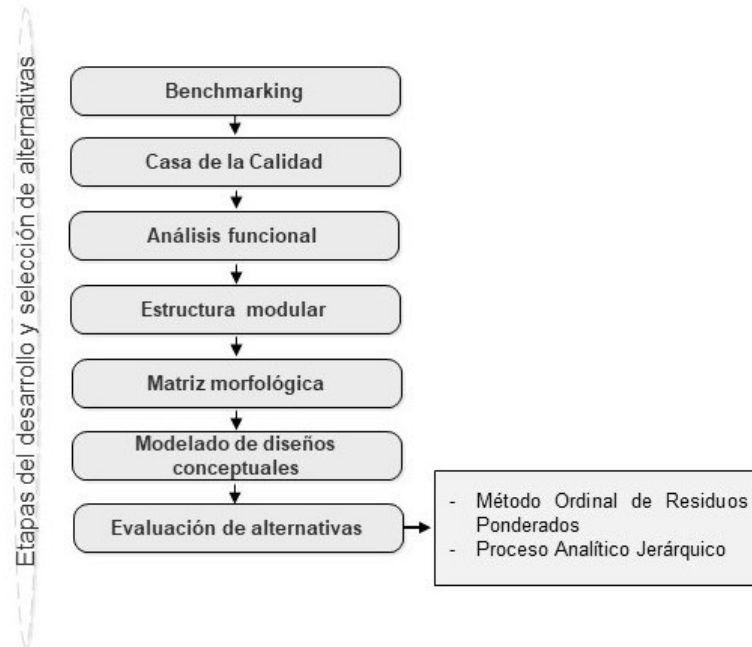 Etapas del desarrollo y selección de alternativas
Benchmarking
Casa de la Calidad
Análisis funcional
Estructura modular
Matriz morfológica
Modelado de diseños
conceptuales
Evaluación de alternativas
- Método Ordinal de Residuos
Ponderados
- Proceso Analítico Jerárquico